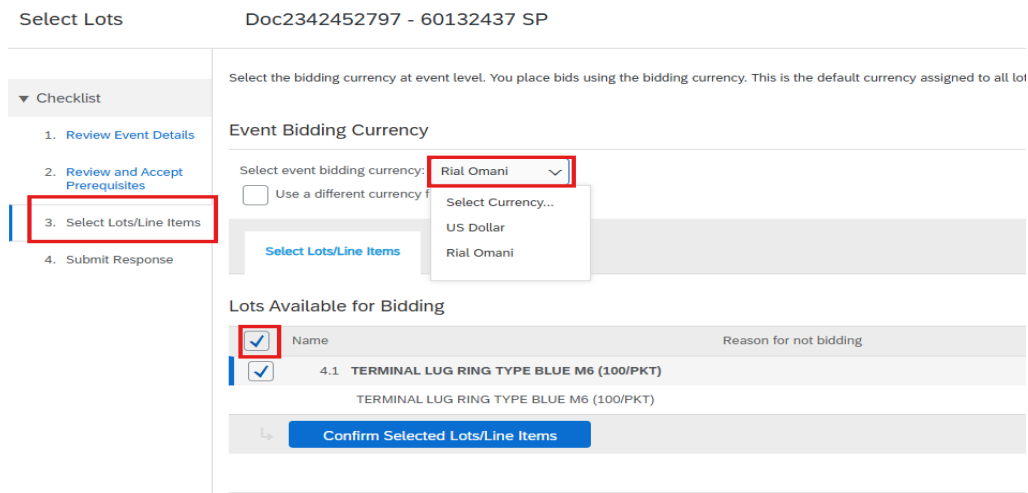 Select Lots
Doc2342452797 - 60132437 SP
Select the bidding currency at event level. You place bids using the bidding currency. This is the default currency assigned to all
▼ Checklist
1. Review Event Details
2. Review and Accept
Prerequisites
3. Select Lots/Line Items
4. Submit Response
Event Bidding Currency
Select event bidding currency: Rial Omani
Use a different currency
Select Currency...
US Dollar
Rial Omani
Select Lots/Line Items
Lots Available for Bidding
Name Reason for not bidding
4.1 TERMINAL LUG RING TYPE BLUE M6 (100/PKT)
TERMINAL LUG RING TYPE BLUE M6 (100/PKT)
Confirm Selected Lots/Line Items